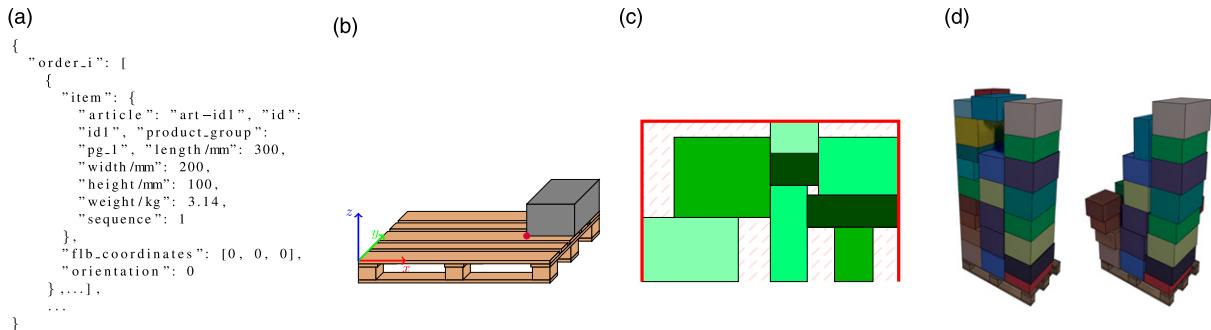 (a)
{
"order_i": [
{
"item": {
"article": "art-id1", "id":
"id1", "product_group":
"pg_1", "length/mm": 300,
"width/mm": 200,
"height/mm": 100,
"weight/kg": 3.14,
"sequence": 1
},
"flb_coordinates": [0, 0, 0],
"orientation": 0
},...],
...
}
(b)
z
y
x
(c)
(d)